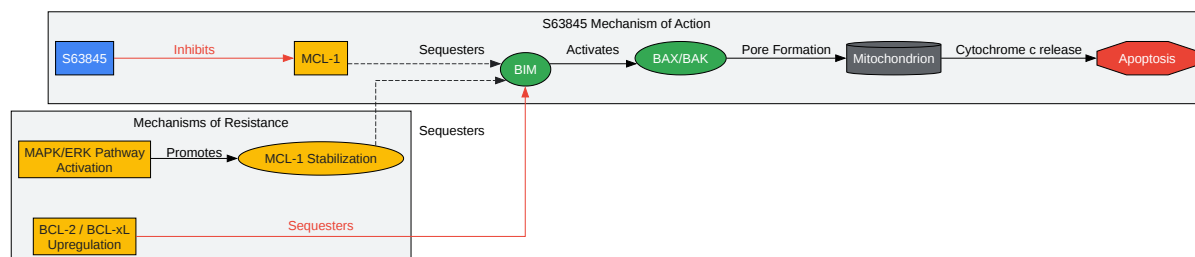 S63845 Mechanism of Action
S63845
Inhibits
MCL-1
Sequesters
BIM
Activates
BAX/BAK
Pore Formation
Mitochondrion
Cytochrome c release
Apoptosis
Mechanisms of Resistance
MAPK/ERK Pathway
Activation
Promotes
MCL-1 Stabilization
Sequesters
BCL-2 / BCL-xL
Upregulation
Sequesters